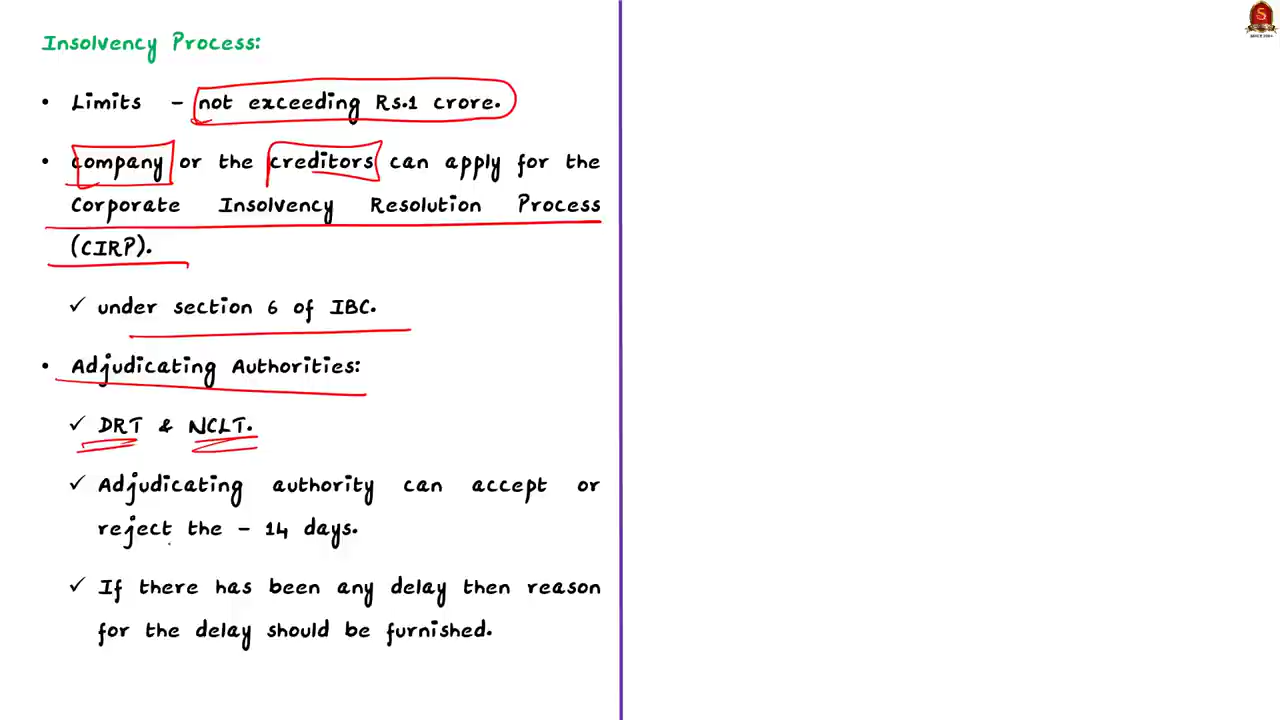 Insolvency Process:
• Limits - not exceeding Rs.1 crore.
• company or the creditors can apply for the
Corporate Insolvency Resolution Process
(CIRP).
✓ under section 6 of IBC.
• Adjudicating Authorities:
✓ DRT & NCLT.
✓ Adjudicating authority can accept or
reject the - 14 days.
✓ If there has been any delay then reason
for the delay should be furnished.